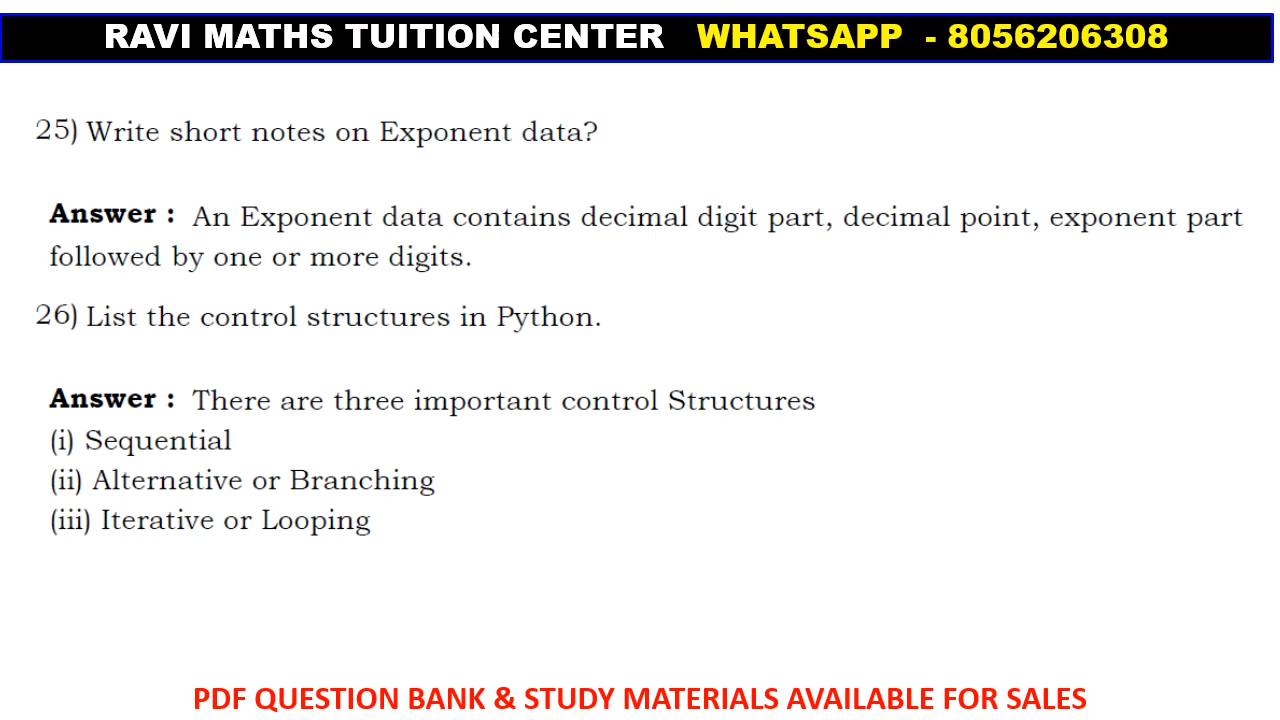 RAVI MATHS TUITION CENTER WHATSAPP - 8056206308
25) Write short notes on Exponent data?
Answer : An Exponent data contains decimal digit part, decimal point, exponent part
followed by one or more digits.
26) List the control structures in Python.
Answer : There are three important control Structures
(i) Sequential
(ii) Alternative or Branching
(iii) Iterative or Looping
PDF QUESTION BANK & STUDY MATERIALS AVAILABLE FOR SALES